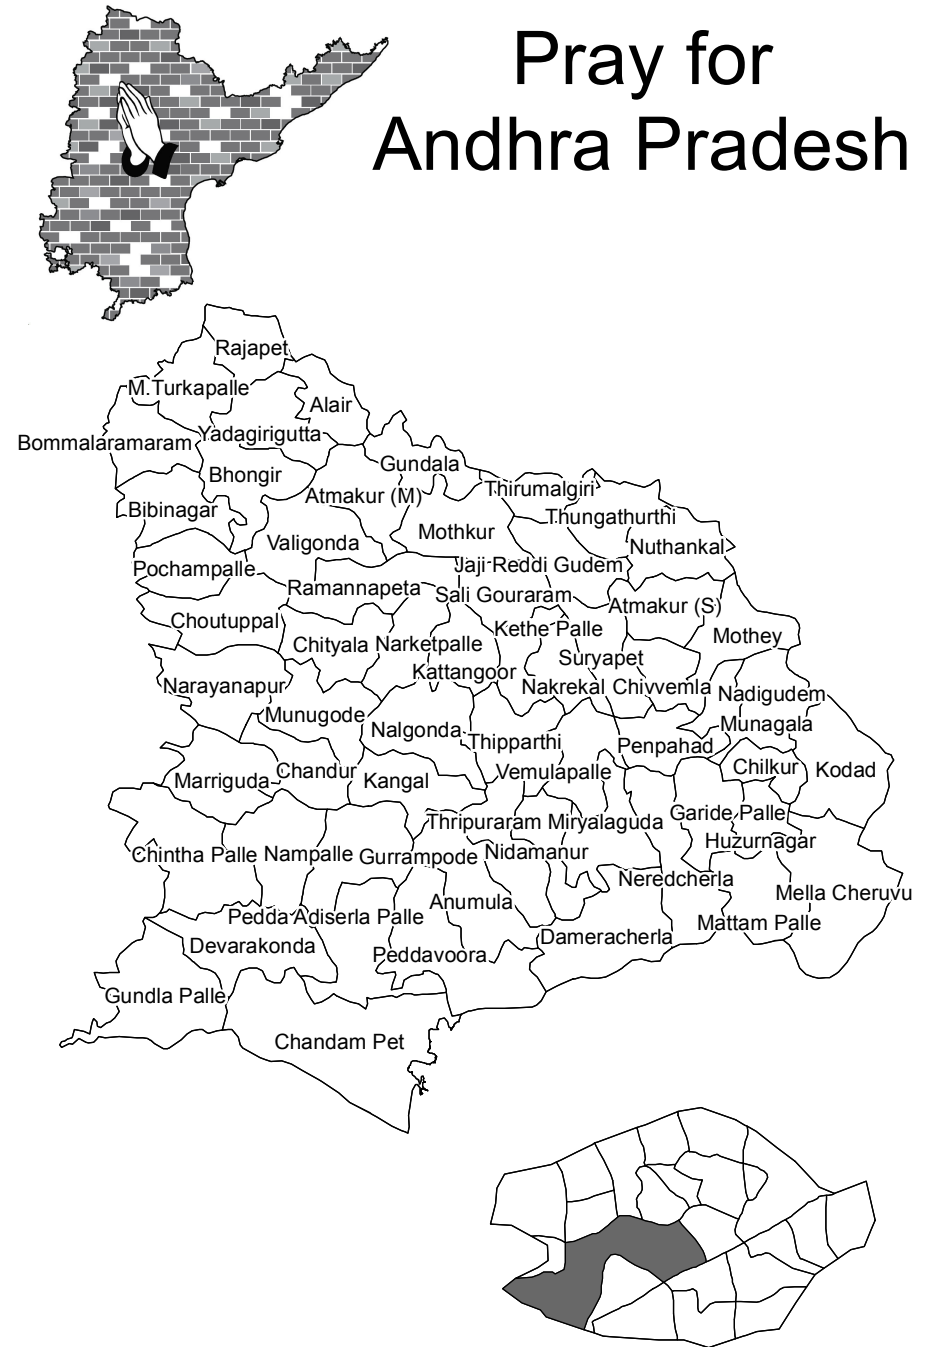 Pray for
Andhra Pradesh
Rajapet
M.Turkapalle
Alair
Bommalaramaram
Yadagirigutta
Gundala
Bhongir
Thirumalgiri
Atmakur (M)
Bibinagar
Thungathurthi
Mothkur
Valigonda
Nuthankal
Pochampalle
Jaji-Reddi Gudem
Ramannapeta
Sali Gouraram
Atmakur (S)
Choutuppal
Kethe Palle
Mothey
Chityala
Narketpalle
Suryapet
Kattangoor
Narayanapur
Nakrekal
Chivvemla
Nadigudem
Munugode
Munagala
Nalgonda
Thipparthi
Penpahad
Chandur
Vemulapalle
Chilkur
Kodad
Marriguda
Kangal
Garide Palle
Thripuraram
Miryalaguda
Huzurnagar
Chintha Palle
Nampalle
Gurrampode
Nidamanur
Neredcherla
Mella Cheruvu
Anumula
Pedda Adiserla Palle
Mattam Palle
Devarakonda
Dameracherla
Peddavoora
Gundla Palle
Chandam Pet